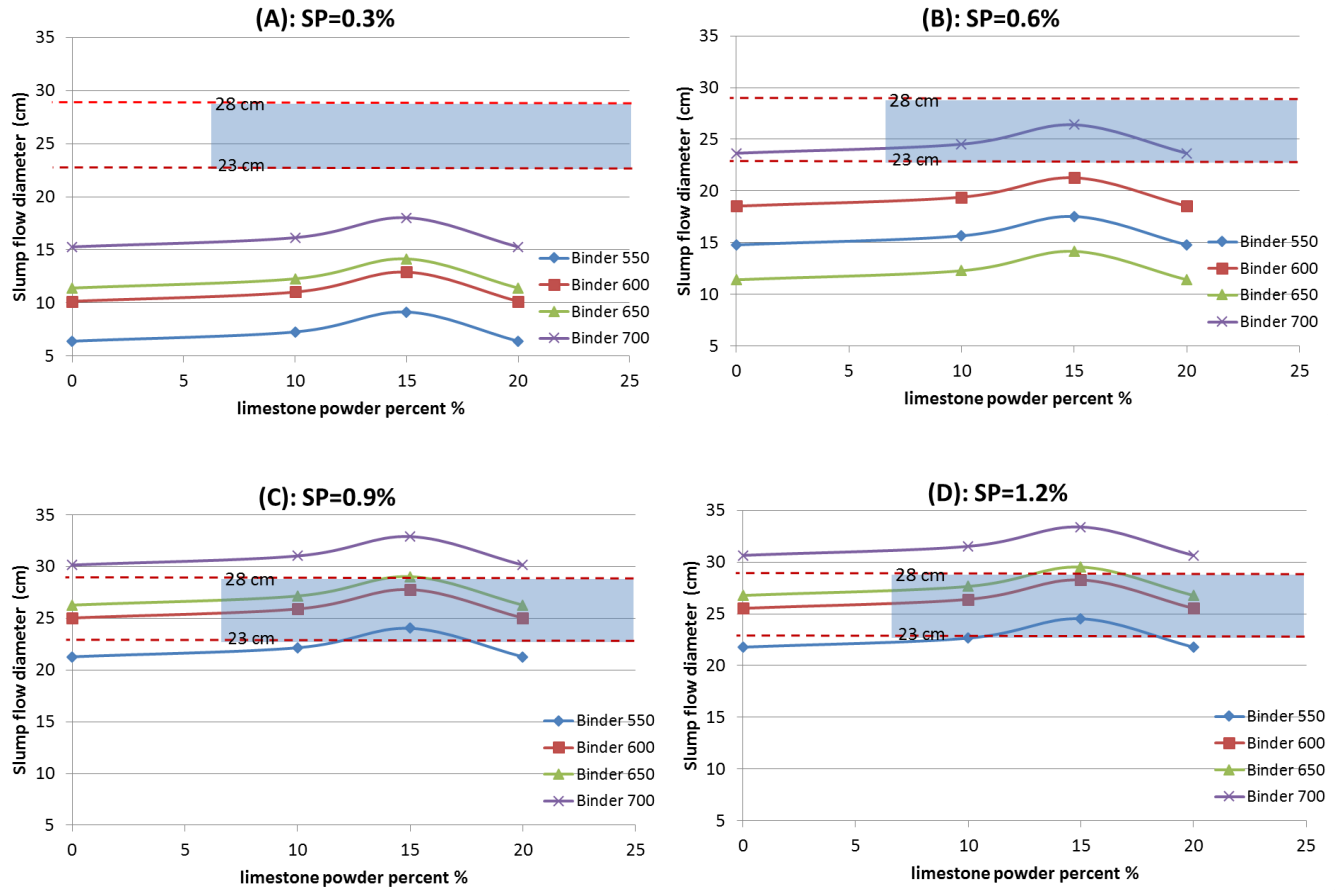 (A): SP=0.3%
35
30
25
20
15
10
5
0 5 10 15 20 25
Slump flow diameter (cm)
limestone powder percent %
28 cm
23 cm
Binder 550
Binder 600
Binder 650
Binder 700
(B): SP=0.6%
35
30
25
20
15
10
5
0 5 10 15 20 25
Slump flow diameter (cm)
limestone powder percent %
28 cm
23 cm
Binder 550
Binder 600
Binder 650
Binder 700
(C): SP=0.9%
35
30
25
20
15
10
5
0 5 10 15 20 25
Slump flow diameter (cm)
limestone powder percent %
28 cm
23 cm
Binder 550
Binder 600
Binder 650
Binder 700
(D): SP=1.2%
35
30
25
20
15
10
5
0 5 10 15 20 25
Slump flow diameter (cm)
limestone powder percent %
28 cm
23 cm
Binder 550
Binder 600
Binder 650
Binder 700